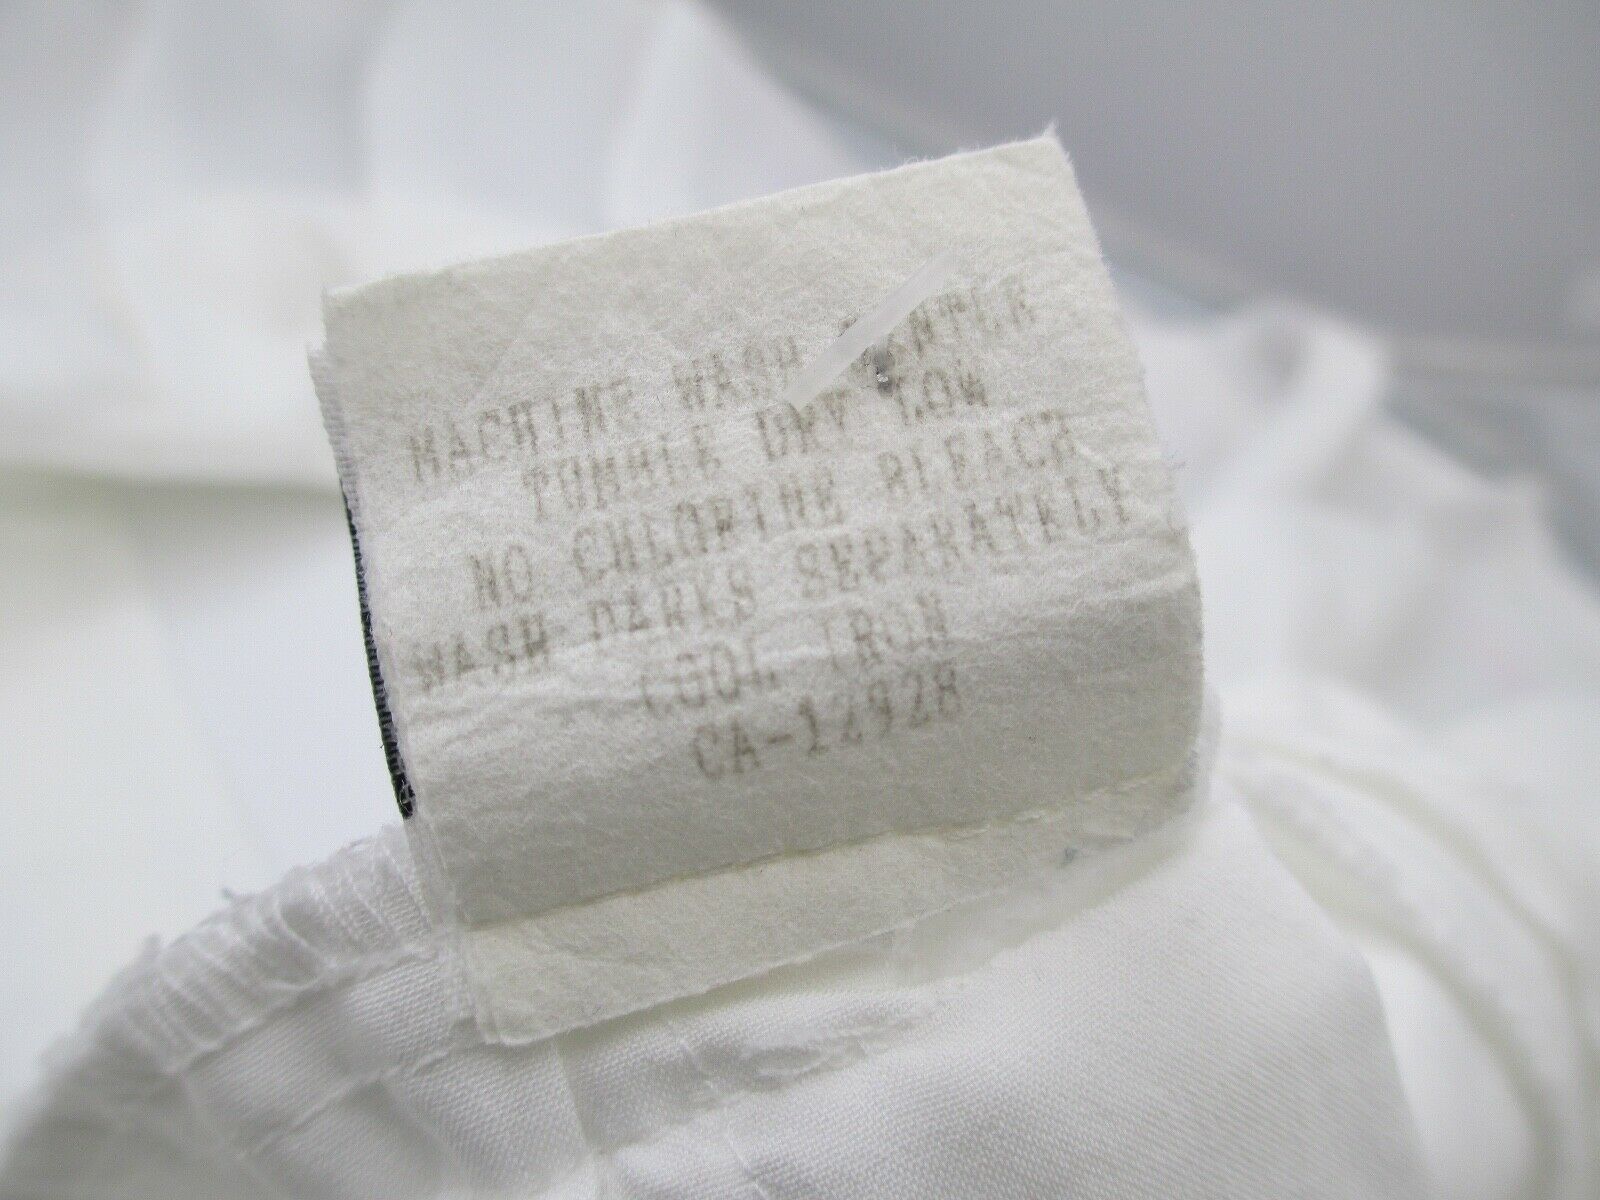 MACHINE WASH GENTLE
TUMBLE DRY LOW
NO CHLORINE BLEACH
WASH DARKS SEPARATELY
COOL IRON
CA-12928